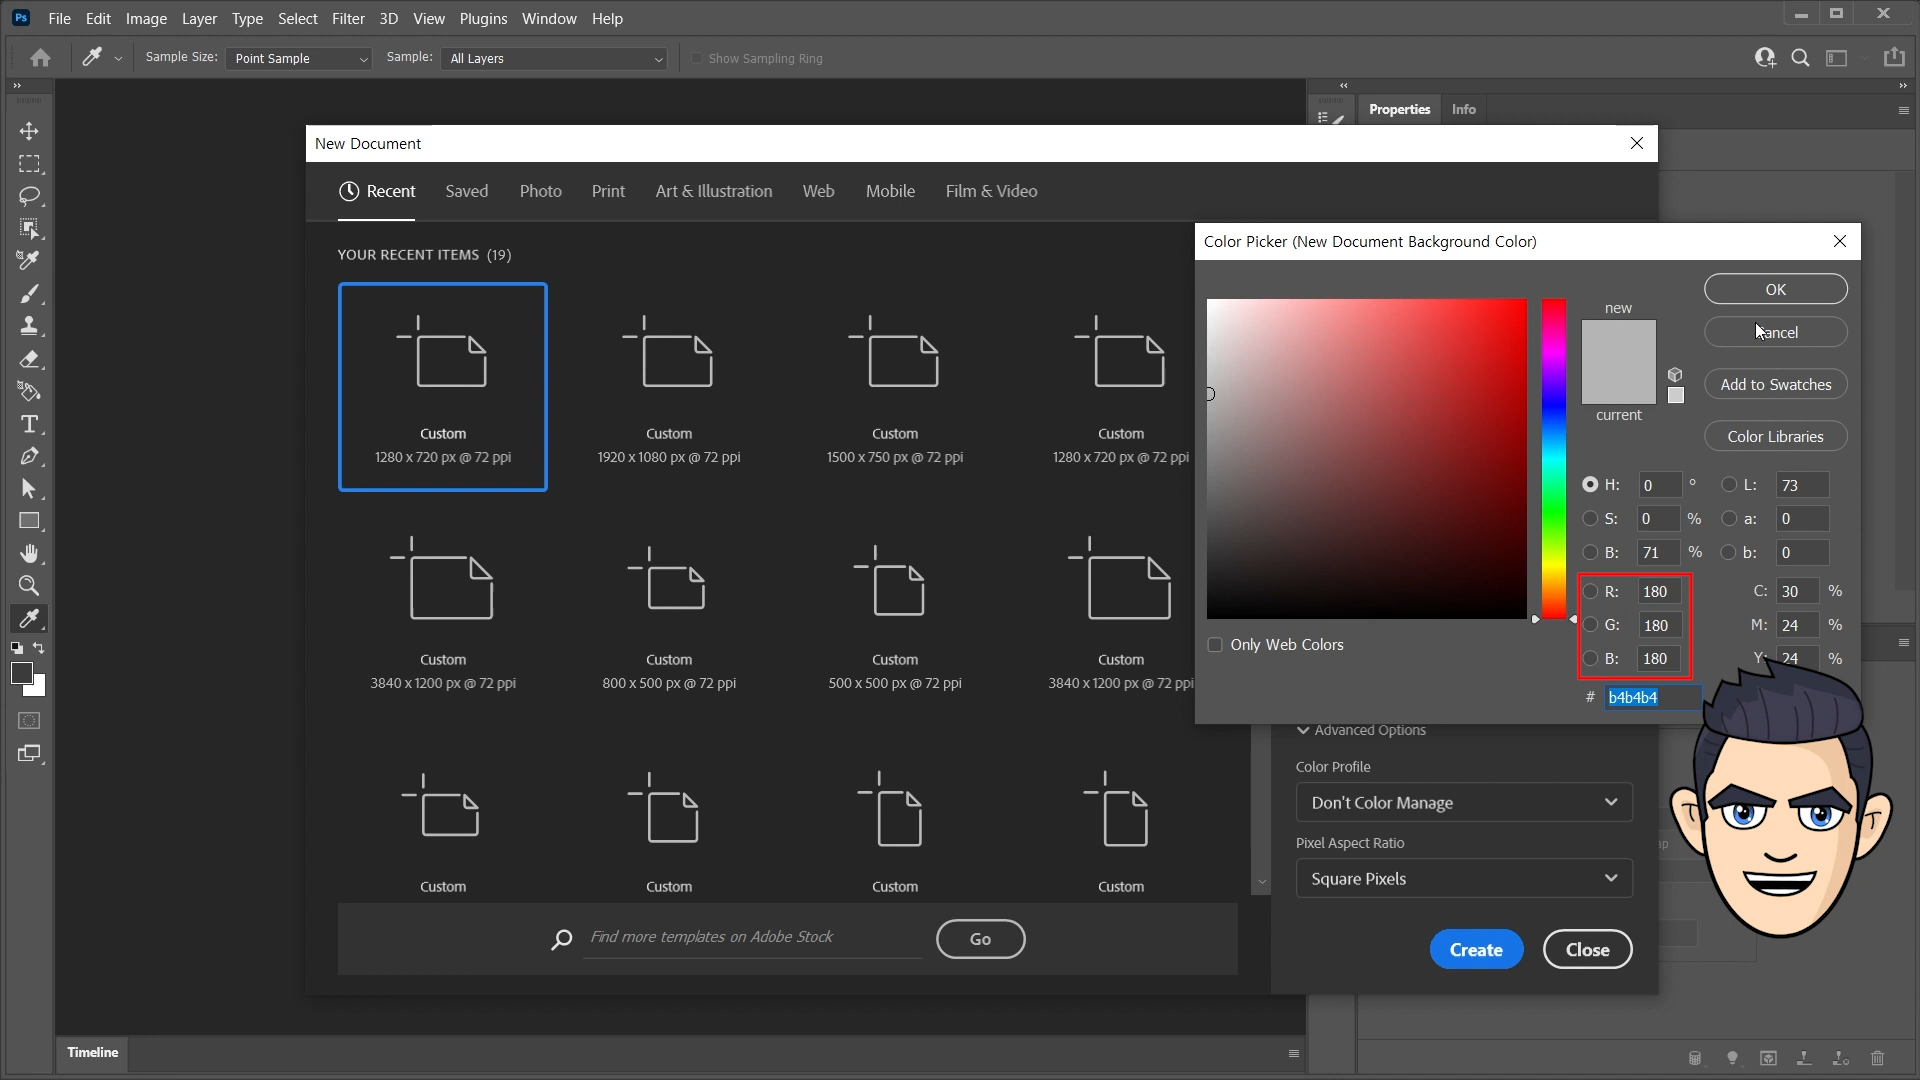 Ps File Edit Image Layer Type Select Filter 3D View Plugins Window Help
Sample Size: Point Sample Sample: All Layers Show Sampling Ring
Properties Info
New Document
Recent Saved Photo Print Art & Illustration Web Mobile Film & Video
YOUR RECENT ITEMS (19)
Custom
1280 x 720 px @ 72 ppi
Custom
1920 x 1080 px @ 72 ppi
Custom
1500 x 750 px @ 72 ppi
Custom
1280 x 720 px @ 72 ppi
Custom
3840 x 1200 px @ 72 ppi
Custom
800 x 500 px @ 72 ppi
Custom
500 x 500 px @ 72 ppi
Custom
3840 x 1200 px @ 72 ppi
Custom
Custom
Custom
Custom
Find more templates on Adobe Stock
Go
Color Picker (New Document Background Color)
new
current
OK
Cancel
Add to Swatches
Color Libraries
H: 0 ° L: 73
S: 0 % a: 0
B: 71 % b: 0
R: 180 C: 30 %
G: 180 M: 24 %
B: 180 Y: 24 %
# b4b4b4
Only Web Colors
Advanced Options
Color Profile
Don't Color Manage
Pixel Aspect Ratio
Square Pixels
Create Close
Timeline